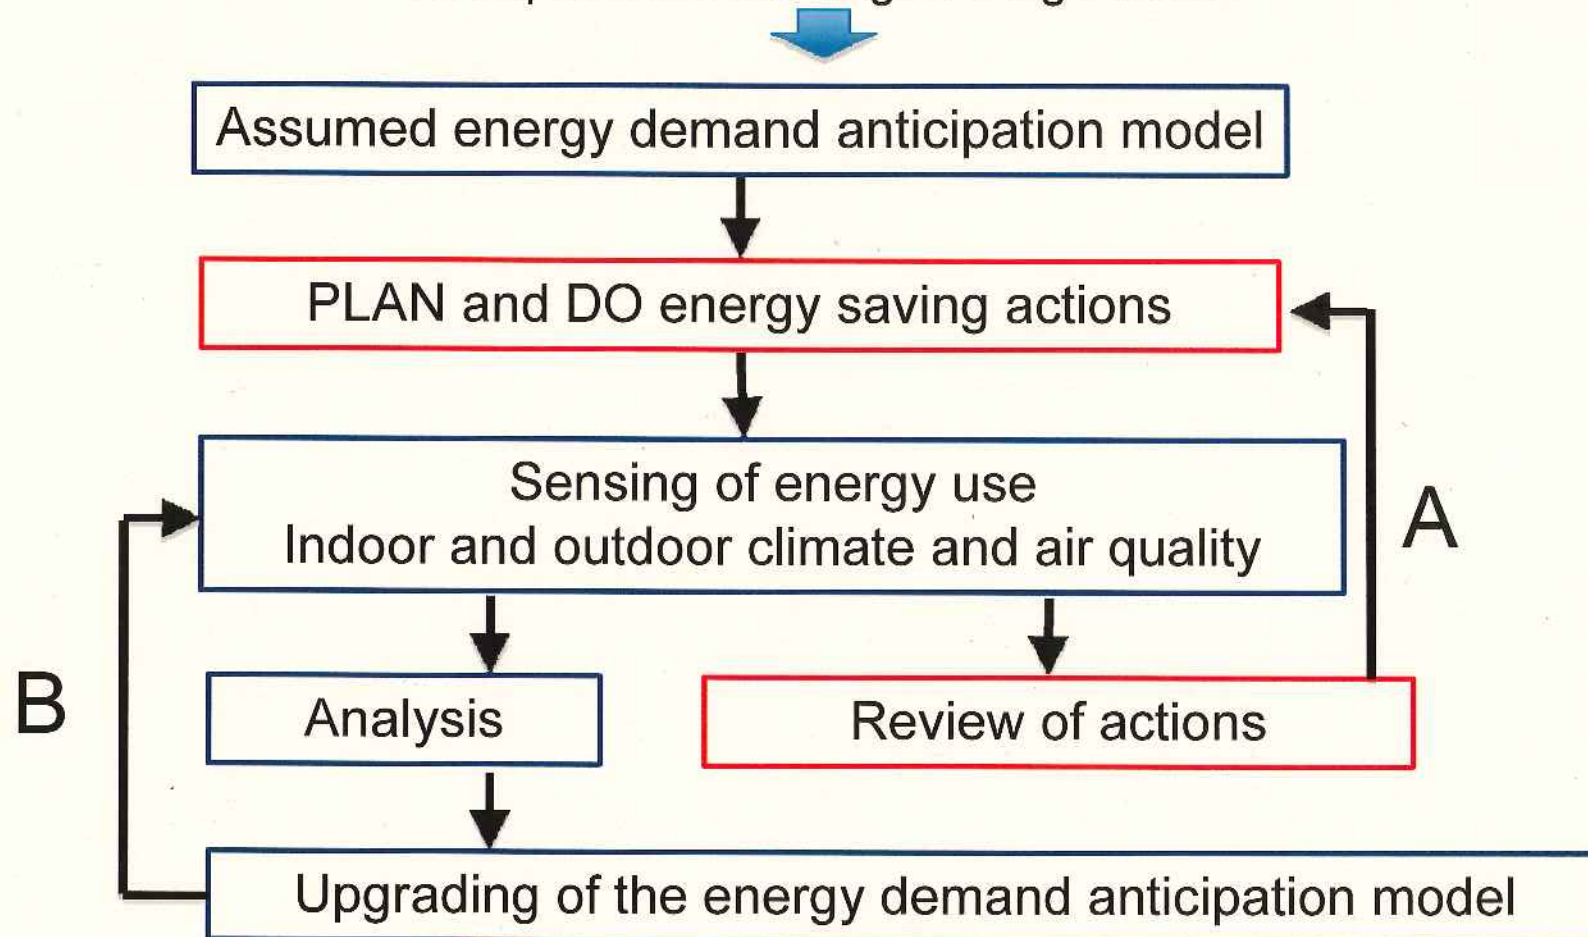 Assumed energy demand anticipation model
PLAN and DO energy saving actions
Sensing of energy use
Indoor and outdoor climate and air quality
A
B
Analysis
Review of actions
Upgrading of the energy demand anticipation model